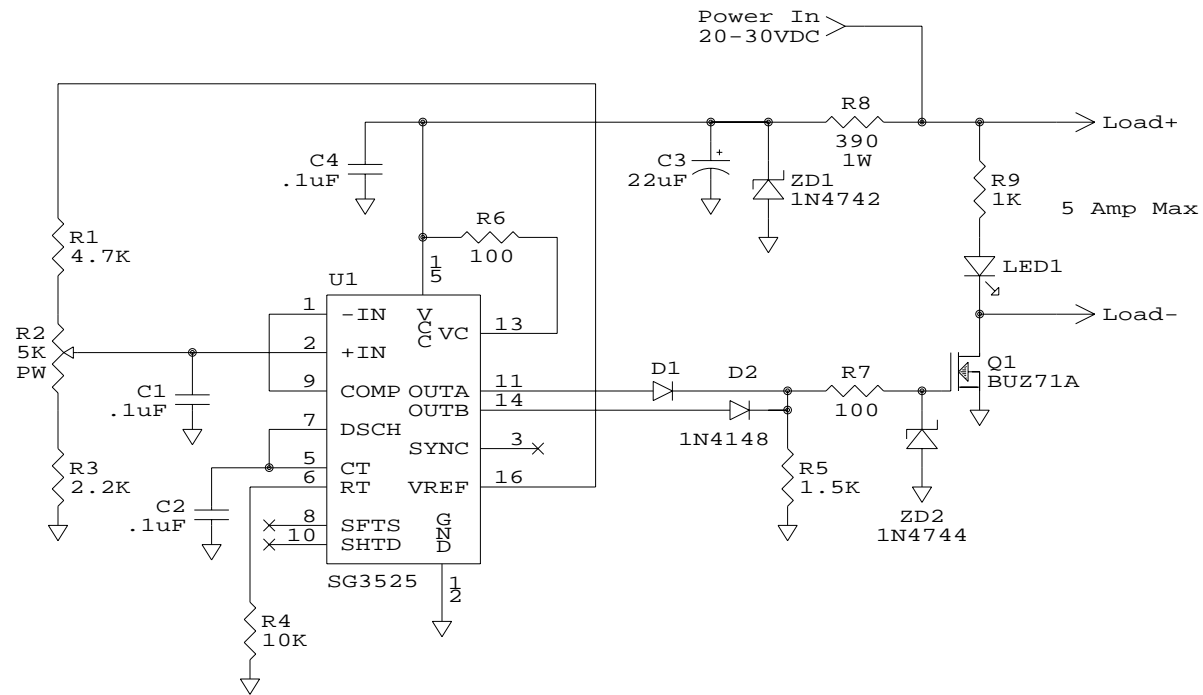 Power In
20-30VDC
R8
390
1W
Load+
C4
.1uF
C3
22uF
+
ZD1
1N4742
R9
1K
5 Amp Max
R1
4.7K
R6
100
LED1
U1
1
5
Load-
1
-IN
V
C
C
VC
13
R2
5K
PW
2
+IN
Q1
BUZ71A
C1
.1uF
9
COMP
OUTA
11
D1
D2
R7
100
OUTB
14
1N4148
7
DSCH
SYNC
3
R3
2.2K
5
CT
6
RT
VREF
16
R5
1.5K
C2
.1uF
8
SFTS
G
N
D
10
SHTD
ZD2
1N4744
SG3525
1
2
R4
10K